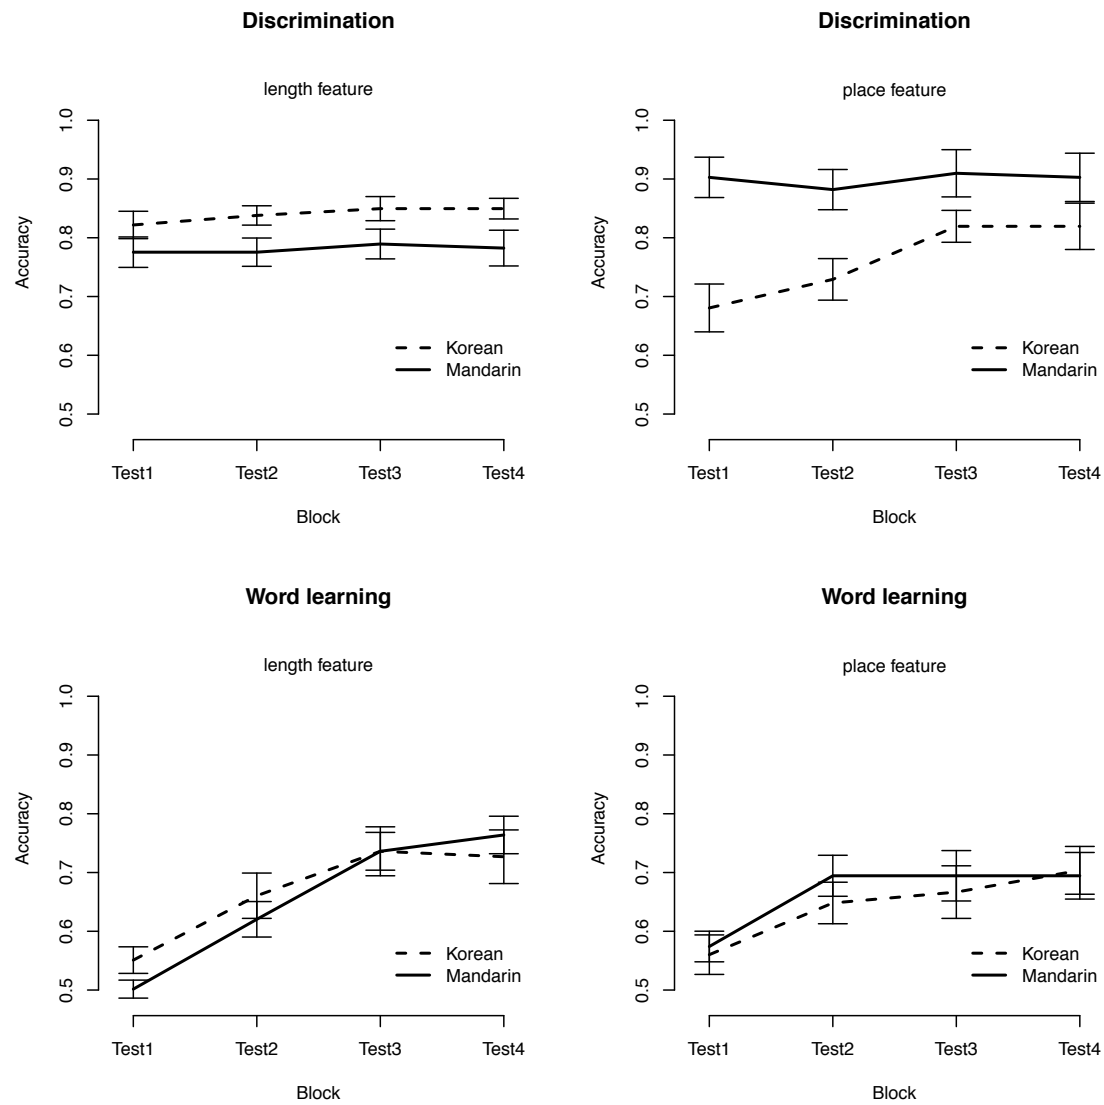 Discrimination
length feature
Accuracy
1.0
0.9
0.8
0.7
0.6
0.5
Korean
Mandarin
Test1 Test2 Test3 Test4
Block
Discrimination
place feature
Accuracy
1.0
0.9
0.8
0.7
0.6
0.5
Korean
Mandarin
Test1 Test2 Test3 Test4
Block
Word learning
length feature
Accuracy
1.0
0.9
0.8
0.7
0.6
0.5
Korean
Mandarin
Test1 Test2 Test3 Test4
Block
Word learning
place feature
Accuracy
1.0
0.9
0.8
0.7
0.6
0.5
Korean
Mandarin
Test1 Test2 Test3 Test4
Block